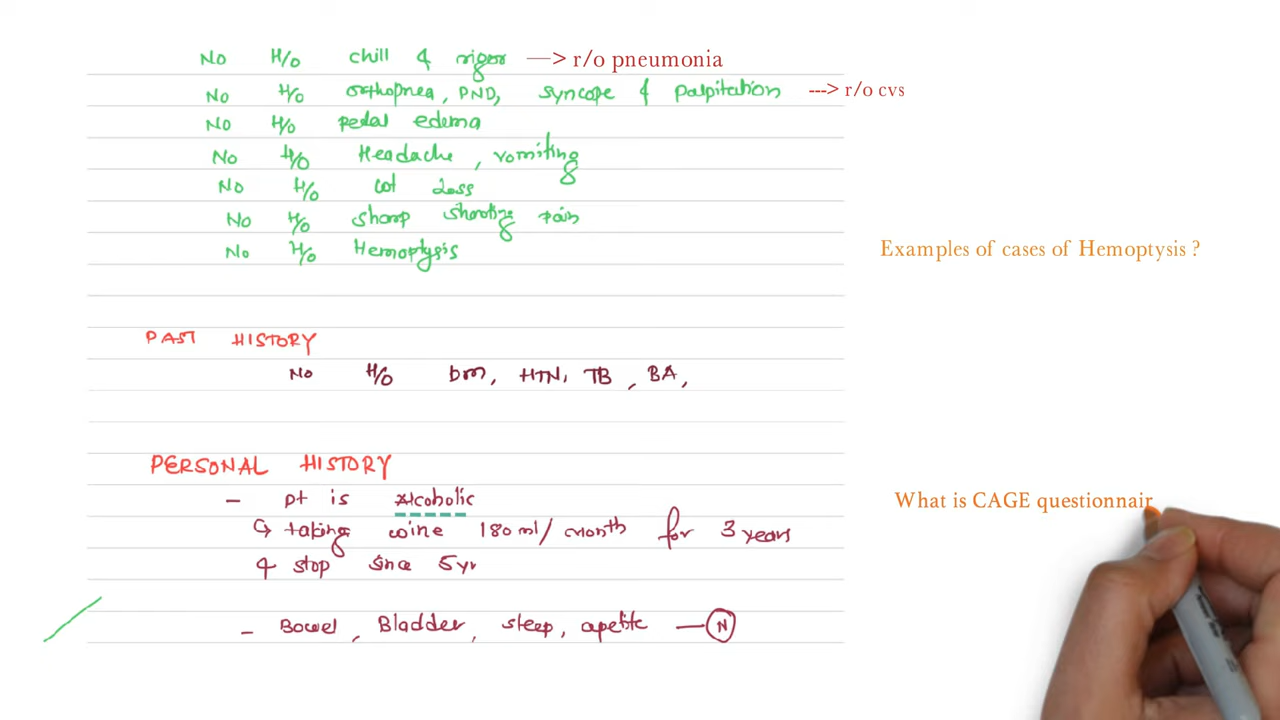 No H/O chill & rigor —> r/o pneumonia
No H/O orthopnea, PND, syncope & palpitation ---> r/o cvs
No H/O pedal edema
No H/O Headache, vomiting
No H/O wt loss
No H/O sharp shooting pain
No H/O Hemoptysis
Examples of cases of Hemoptysis ?
PAST HISTORY
No H/O DM, HTN, TB, BA,
PERSONAL HISTORY
- pt is alcoholic
What is CAGE questionnair
↳ taking wine 180 ml/month for 3 years
& stop since 5yr
- Bowel, Bladder, sleep, apetite — N